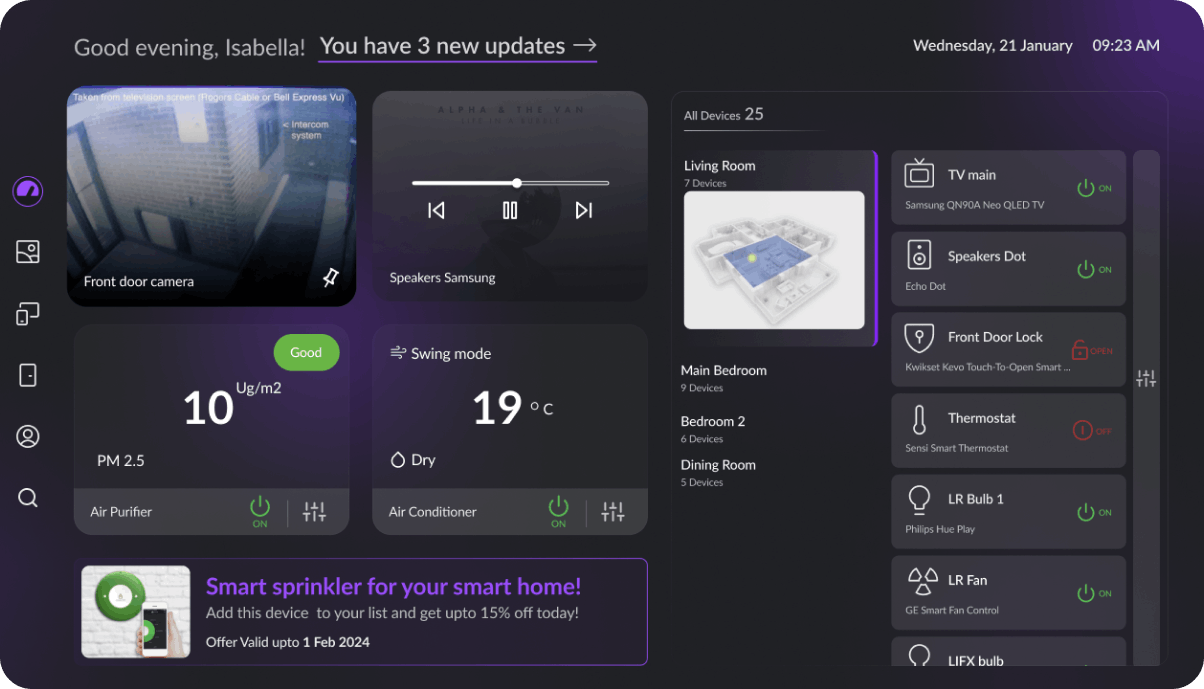 Good evening, Isabella! You have 3 new updates →
Wednesday, 21 January 09:23 AM
Taken from television screen (Rogers Cable or Bell Express Vu)
< Intercom
system
Front door camera
ALPHA & THE VAN
LIFE IN A BUBBLE
Speakers Samsung
Good
10 Ug/m2
PM 2.5
Air Purifier
ON
Swing mode
19 ° C
Dry
Air Conditioner
ON
Smart sprinkler for your smart home!
Add this device to your list and get upto 15% off today!
Offer Valid upto 1 Feb 2024
All Devices 25
Living Room
7 Devices
Main Bedroom
9 Devices
Bedroom 2
6 Devices
Dining Room
5 Devices
TV main
ON
Samsung QN90A Neo QLED TV
Speakers Dot
ON
Echo Dot
Front Door Lock
OPEN
Kwikset Kevo Touch-To-Open Smart ...
Thermostat
OFF
Sensi Smart Thermostat
LR Bulb 1
ON
Philips Hue Play
LR Fan
ON
GE Smart Fan Control
LIFX bulb